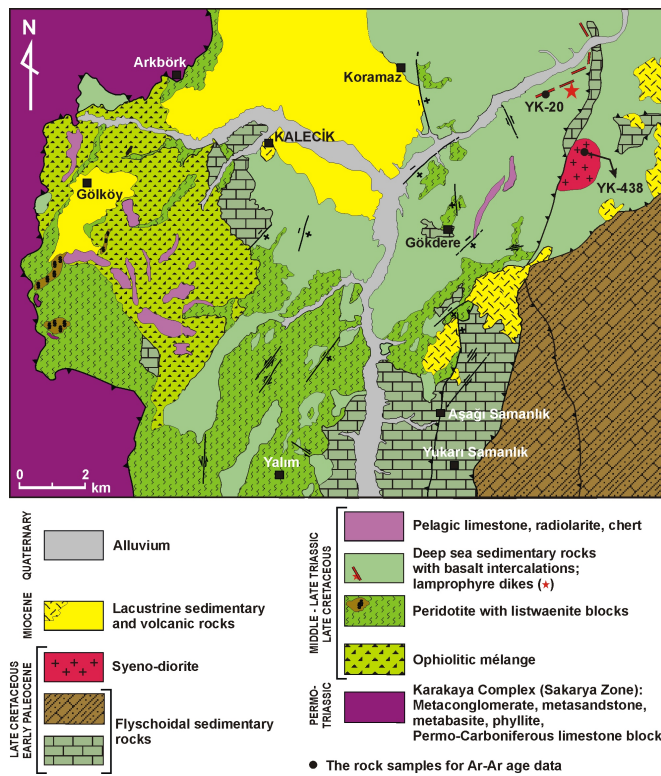 N
Arkbörk
Koramaz
YK-20
KALECİK
YK-438
Gölköy
Gökdere
Aşağı Samanlık
Yukarı Samanlık
Yalım
0 2
km
QUATERNARY
Alluvium
MIOCENE
Lacustrine sedimentary
and volcanic rocks
LATE CRETACEOUS
EARLY PALEOCENE
Syeno-diorite
Flyschoidal sedimentary
rocks
MIDDLE - LATE TRIASSIC
LATE CRETACEOUS
Pelagic limestone, radiolarite, chert
Deep sea sedimentary rocks
with basalt intercalations;
lamprophyre dikes (★)
Peridotite with listwaenite blocks
Ophiolitic mélange
PERMO-
TRIASSIC
Karakaya Complex (Sakarya Zone):
Metaconglomerate, metasandstone,
metabasite, phyllite,
Permo-Carboniferous limestone block
The rock samples for Ar-Ar age data